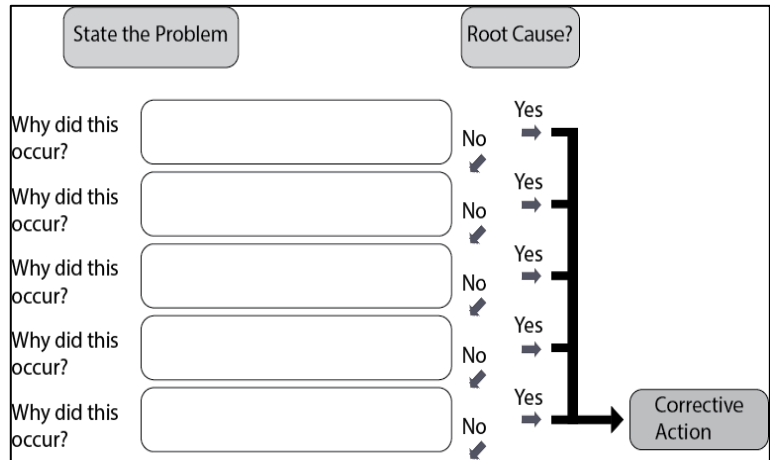 State the Problem
Root Cause?
Yes
Why did this
occur?
No
Yes
Why did this
occur?
No
Yes
Why did this
occur?
No
Yes
Why did this
occur?
No
Yes
Why did this
occur?
No
Corrective
Action